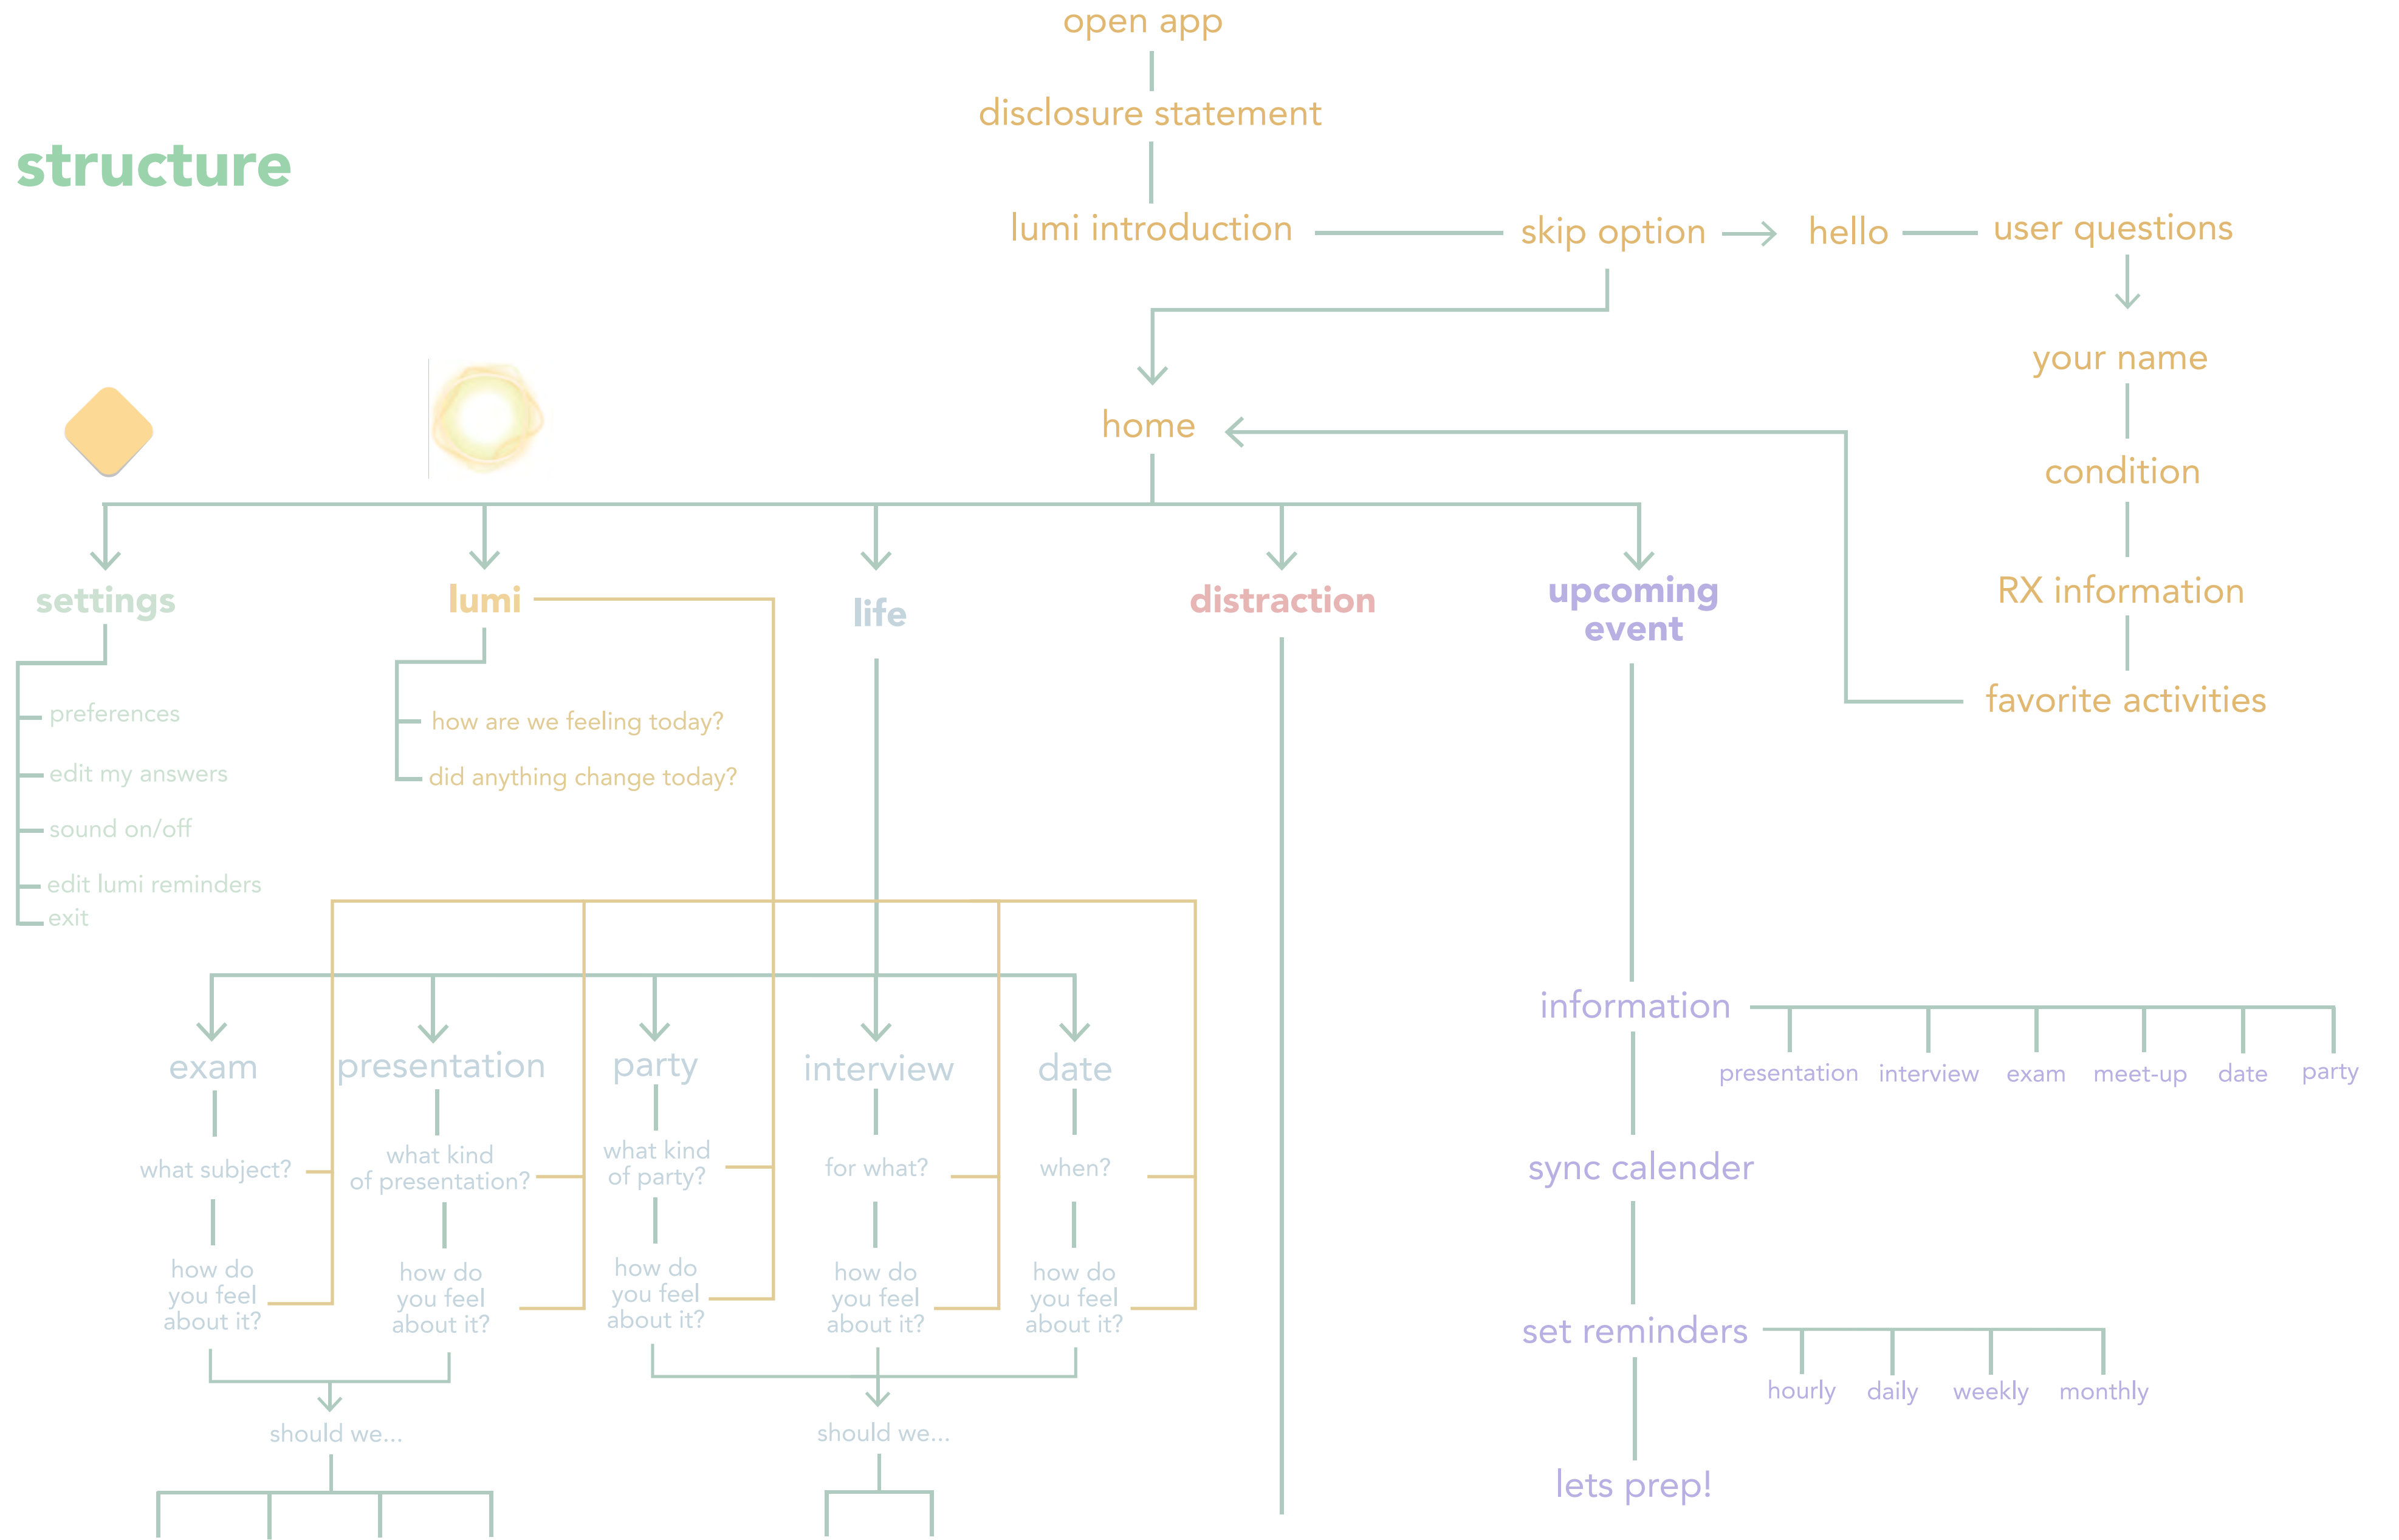 open app
disclosure statement
structure
lumi introduction
skip option
hello
user questions
your name
home
condition
settings
lumi
life
distraction
upcoming
event
RX information
favorite activities
preferences
edit my answers
sound on/off
edit lumi reminders
exit
how are we feeling today?
did anything change today?
information
presentation
interview
exam
meet-up
date
party
exam
presentation
party
interview
date
what subject?
what kind
of presentation?
what kind
of party?
for what?
when?
sync calender
how do
you feel
about it?
how do
you feel
about it?
how do
you feel
about it?
how do
you feel
about it?
how do
you feel
about it?
set reminders
hourly
daily
weekly
monthly
should we...
should we...
lets prep!